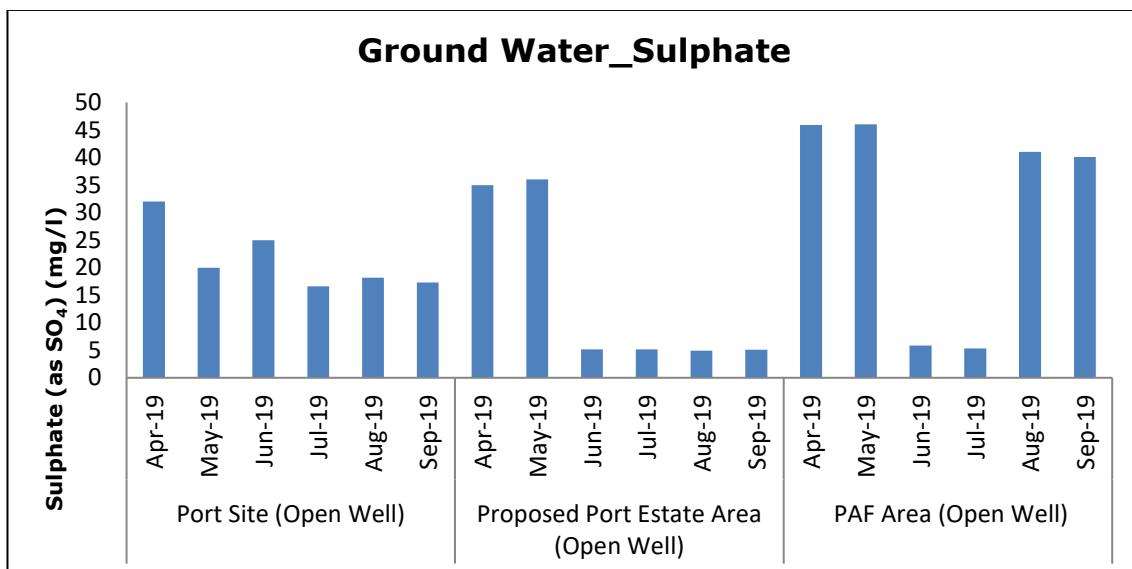 Ground Water_Sulphate
Sulphate (as SO₄) (mg/l)
50
45
40
35
30
25
20
15
10
5
0
Apr-19
May-19
Jun-19
Jul-19
Aug-19
Sep-19
Apr-19
May-19
Jun-19
Jul-19
Aug-19
Sep-19
Apr-19
May-19
Jun-19
Jul-19
Aug-19
Sep-19
Port Site (Open Well)
Proposed Port Estate Area
(Open Well)
PAF Area (Open Well)